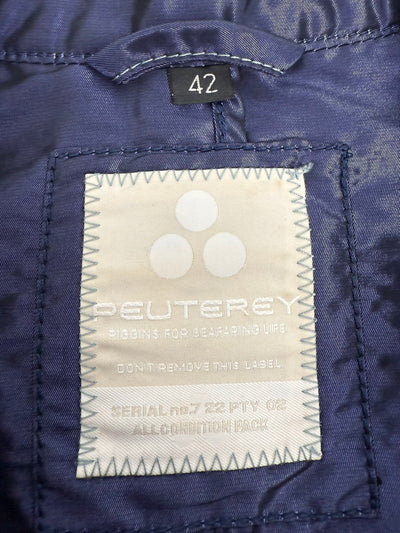 42
PEUTEREY
RIGGINS FOR SEAFARING LIFE
DON'T REMOVE THIS LABEL
SERIAL no.7 22 PTY 02
ALL CONDITION PACK